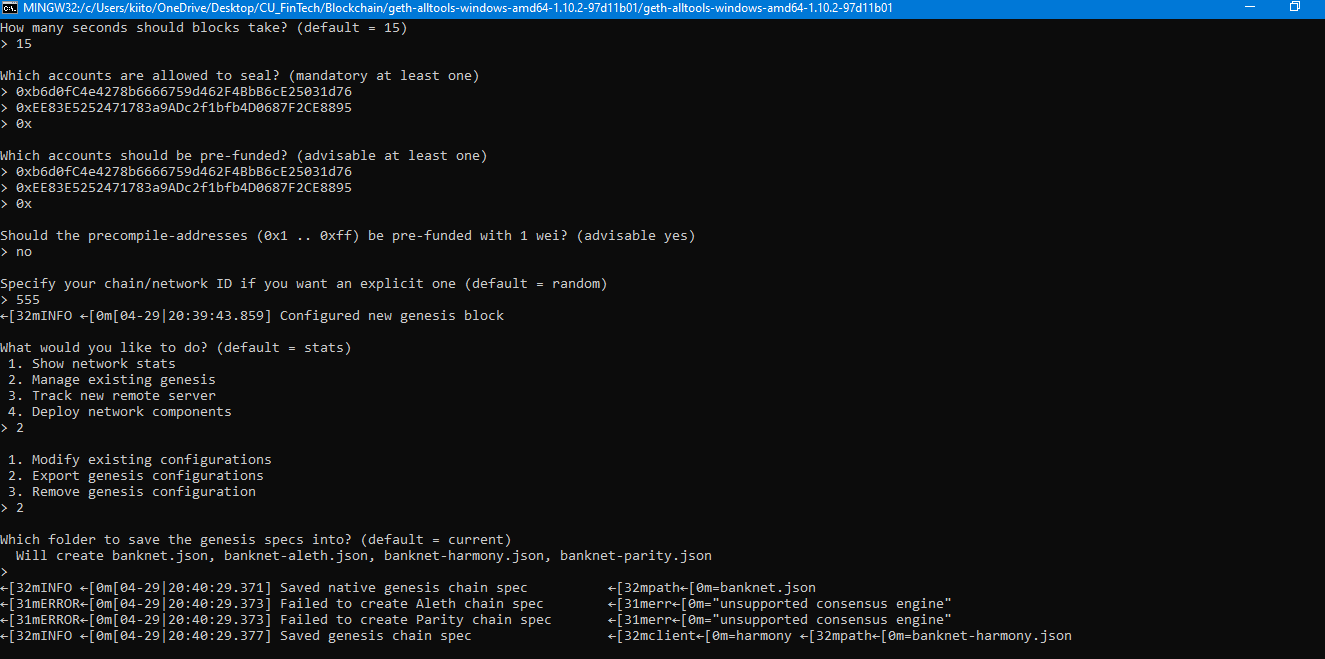 MINGW32:/c/Users/kiito/OneDrive/Desktop/CU_FinTech/Blockchain/geth-alltools-windows-amd64-1.10.2-97d11b01/geth-alltools-windows-amd64-1.10.2-97d11b01
How many seconds should blocks take? (default = 15)
> 15
Which accounts are allowed to seal? (mandatory at least one)
> 0xb6d0fC4e4278b6666759d462F4BbB6cE25031d76
> 0xEE83E5252471783a9ADc2f1bfb4D0687F2CE8895
> 0x
Which accounts should be pre-funded? (advisable at least one)
> 0xb6d0fC4e4278b6666759d462F4BbB6cE25031d76
> 0xEE83E5252471783a9ADc2f1bfb4D0687F2CE8895
> 0x
Should the precompile-addresses (0x1 .. 0xff) be pre-funded with 1 wei? (advisable yes)
> no
Specify your chain/network ID if you want an explicit one (default = random)
> 555
←[32mINFO ←[0m[04-29|20:39:43.859] Configured new genesis block
What would you like to do? (default = stats)
1. Show network stats
2. Manage existing genesis
3. Track new remote server
4. Deploy network components
> 2
1. Modify existing configurations
2. Export genesis configurations
3. Remove genesis configuration
> 2
Which folder to save the genesis specs into? (default = current)
Will create banknet.json, banknet-aleth.json, banknet-harmony.json, banknet-parity.json
>
←[32mINFO ←[0m[04-29|20:40:29.371] Saved native genesis chain spec ←[32mpath←[0m=banknet.json
←[31mERROR←[0m[04-29|20:40:29.373] Failed to create Aleth chain spec ←[31merr←[0m="unsupported consensus engine"
←[31mERROR←[0m[04-29|20:40:29.373] Failed to create Parity chain spec ←[31merr←[0m="unsupported consensus engine"
←[32mINFO ←[0m[04-29|20:40:29.377] Saved genesis chain spec ←[32mclient←[0m=harmony ←[32mpath←[0m=banknet-harmony.json